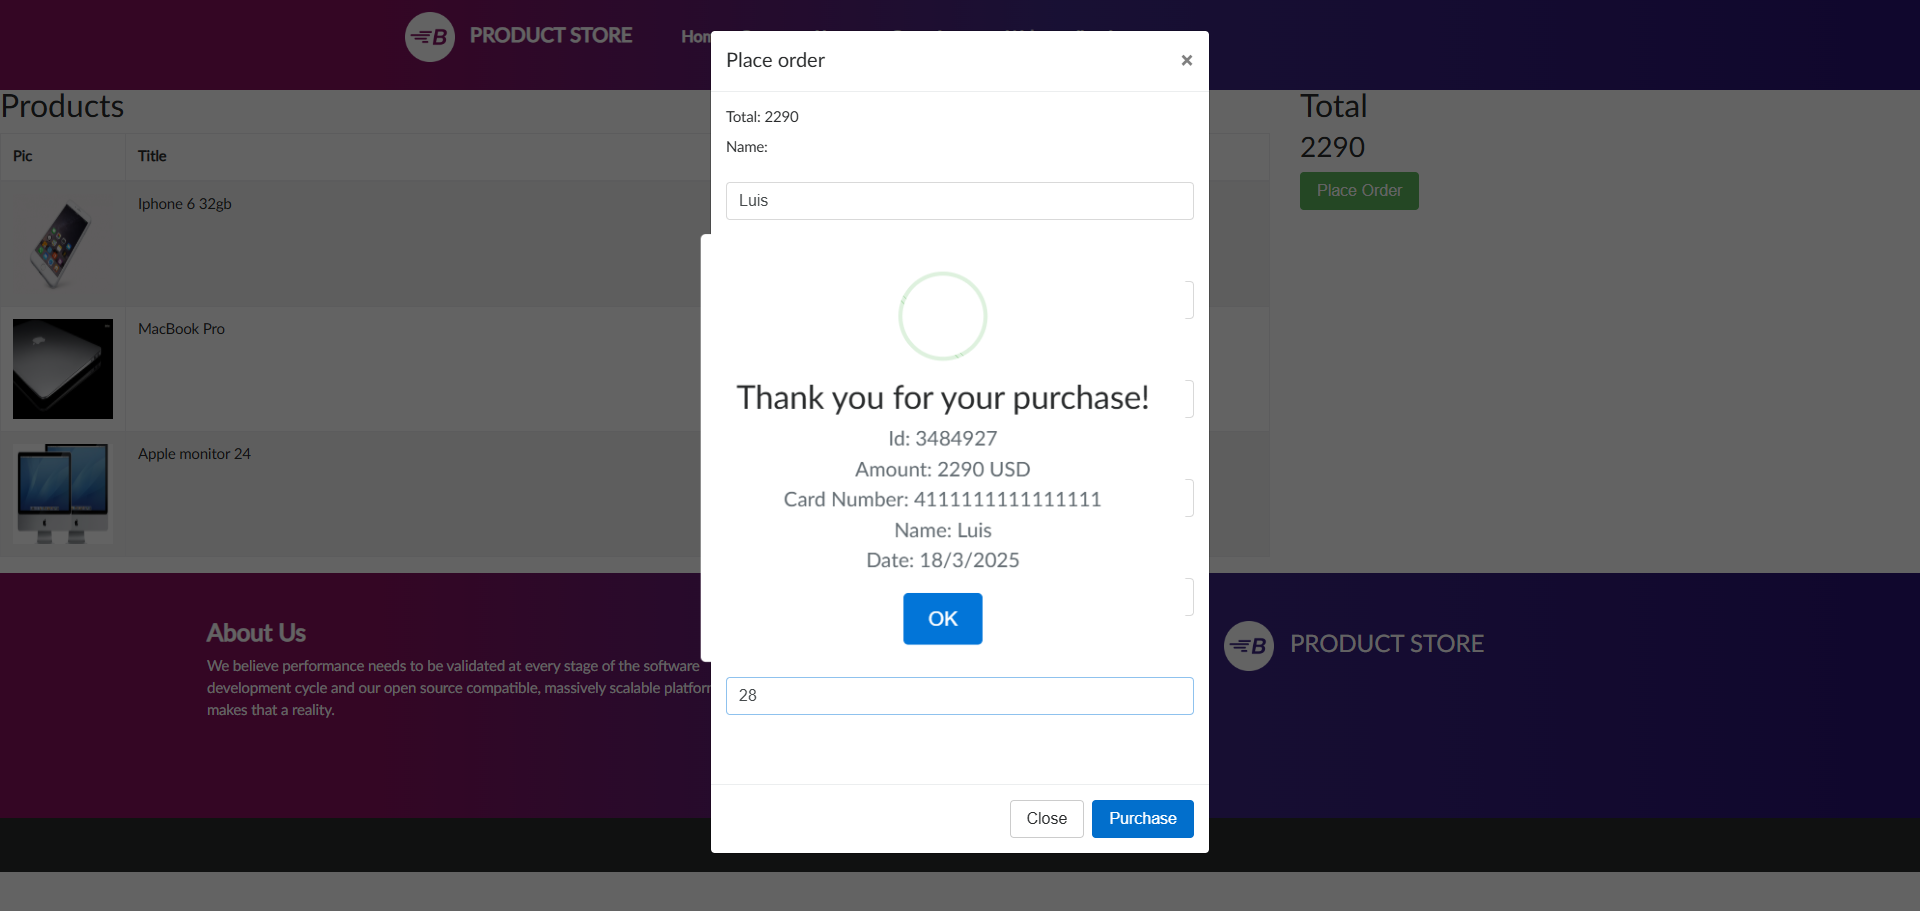 B PRODUCT STORE
Place order
×
Products
Total
2290
Place Order
Pic
Title
Iphone 6 32gb
MacBook Pro
Apple monitor 24
Total: 2290
Name:
Luis
Thank you for your purchase!
Id: 3484927
Amount: 2290 USD
Card Number: 4111111111111111
Name: Luis
Date: 18/3/2025
OK
28
Close
Purchase
About Us
We believe performance needs to be validated at every stage of the software
development cycle and our open source compatible, massively scalable platform
makes that a reality.
B PRODUCT STORE